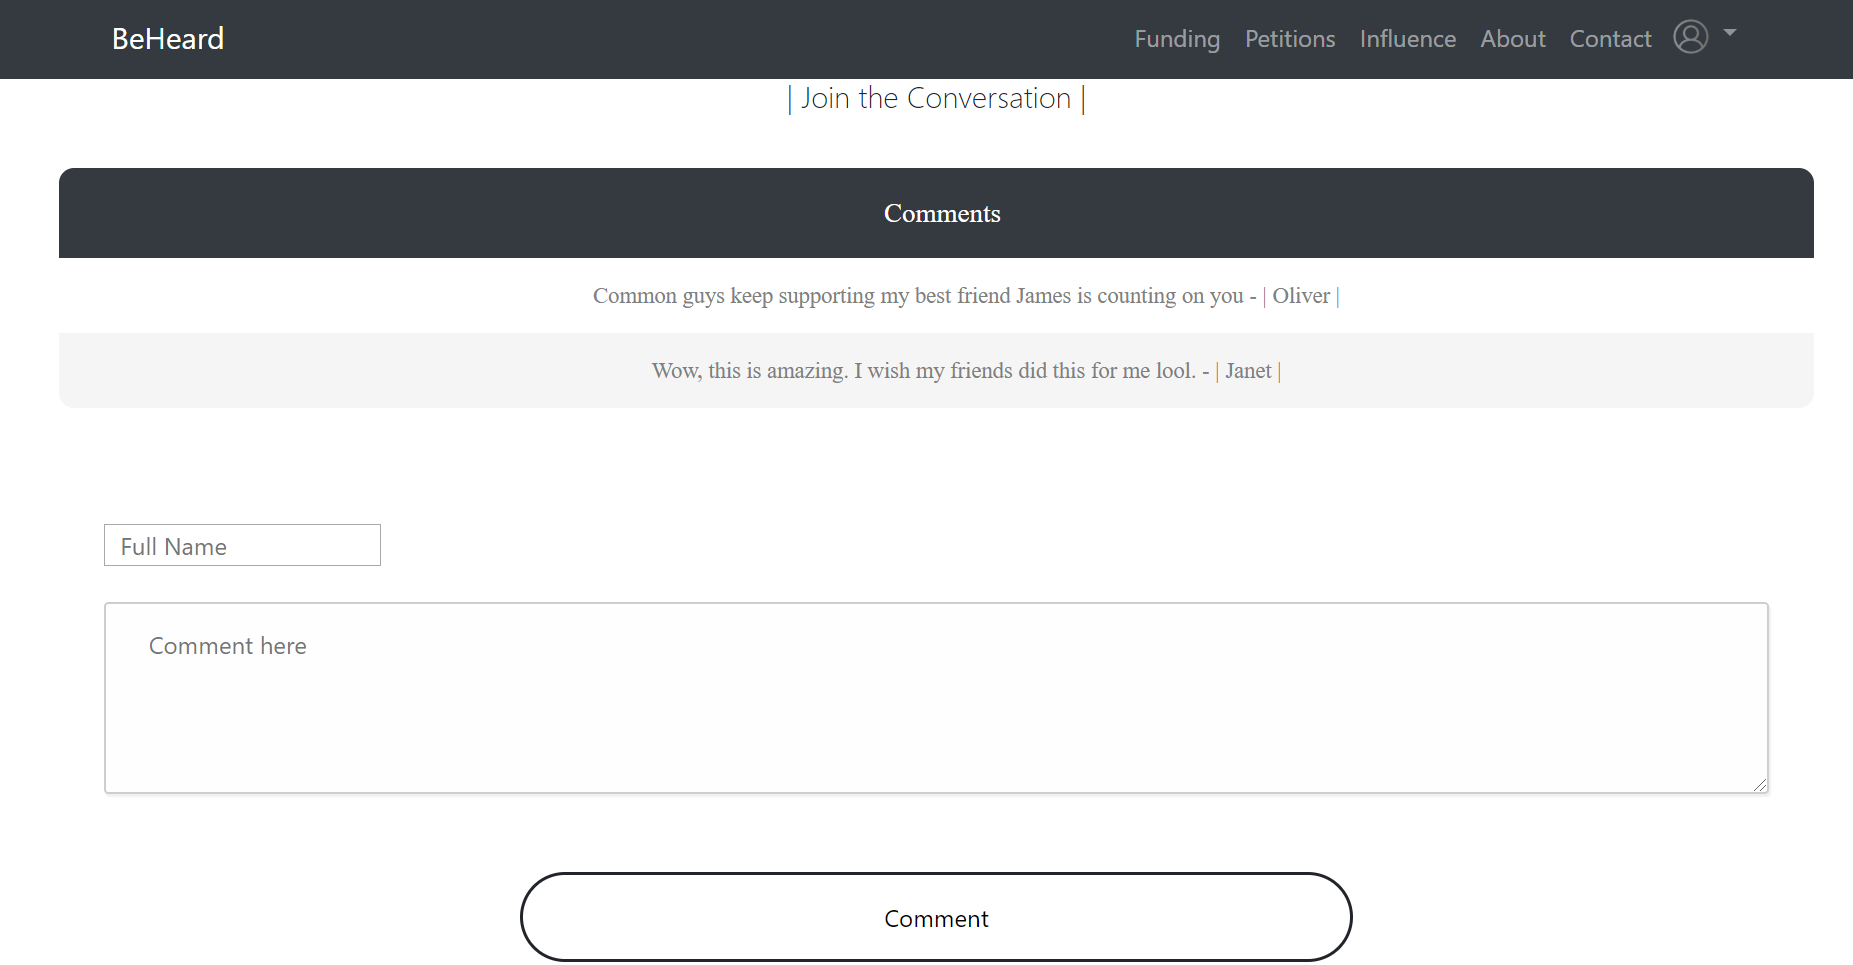 BeHeard Funding Petitions Influence About Contact
| Join the Conversation |
Comments
Common guys keep supporting my best friend James is counting on you - | Oliver |
Wow, this is amazing. I wish my friends did this for me lool. - | Janet |
Full Name
Comment here
Comment